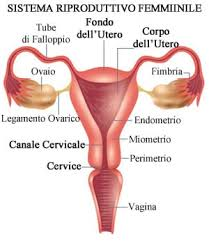 SISTEMA RIPRODUTTIVO FEMMIINILE
Tube
di Falloppio
Fondo
dell'Utero
Corpo
dell'Utero
Ovaio
Fimbria
Legamento Ovarico
Endometrio
Canale Cervicale
Miometrio
Cervice
Perimetrio
Vagina